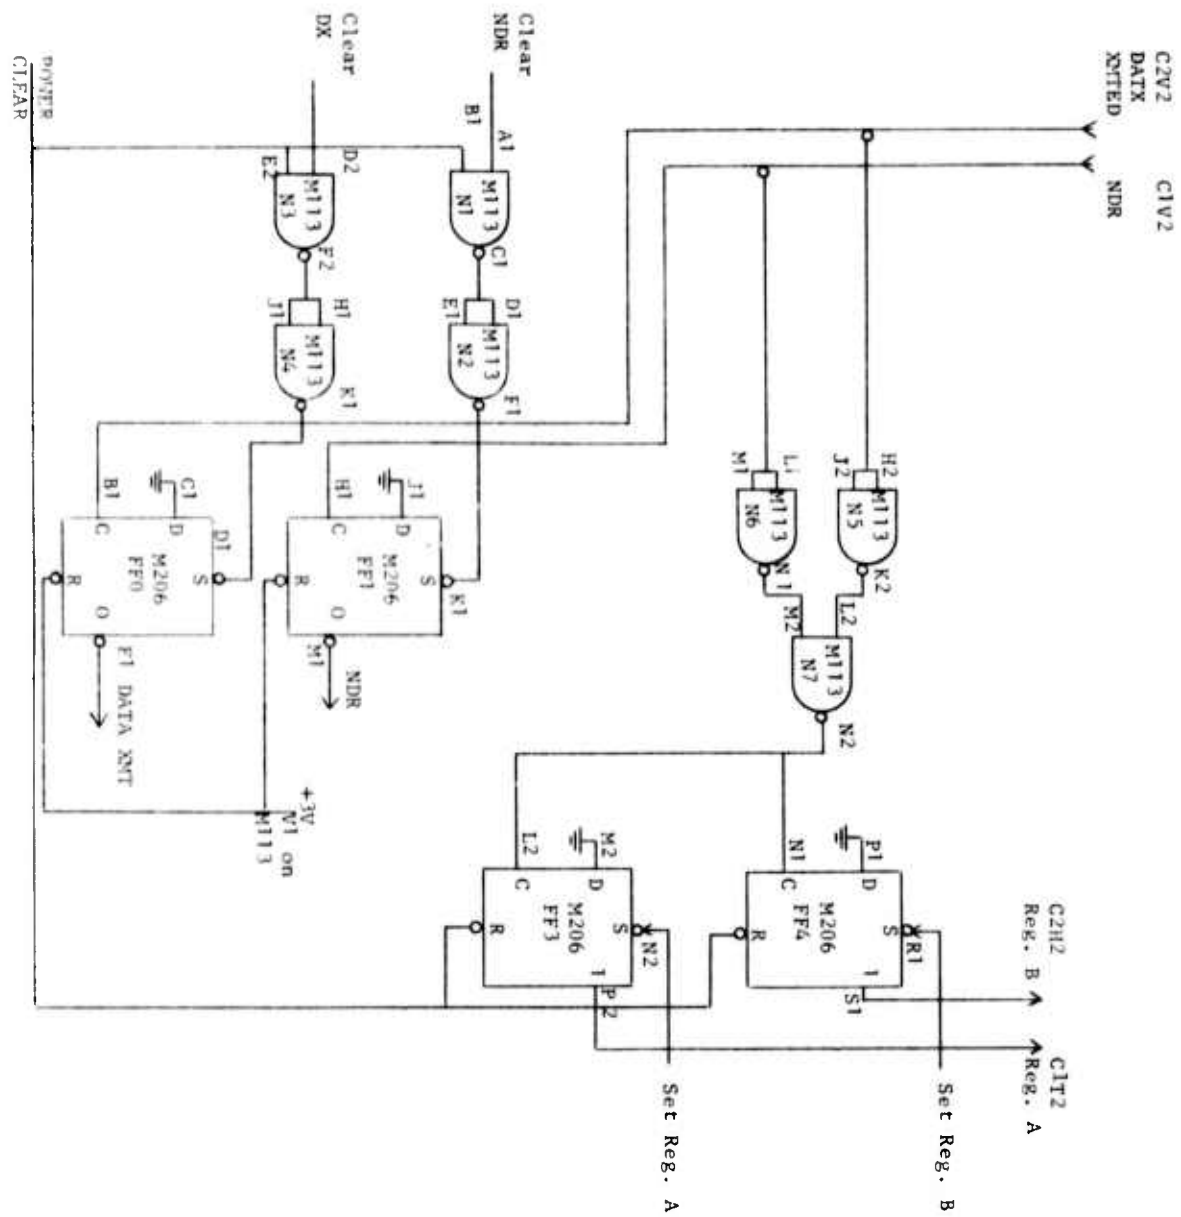 C2V2
DATX
XMTED
C1V2
NDR
Clear
NDR
Clear
DX
POWER
CLEAR
A1
B1
M113
N1
C1
D1
E1
M113
N2
F1
D2
E2
M113
N3
F2
H1
J1
M113
N4
K1
H2
J2
M113
N5
K2
L1
M1
M113
N6
N1
L2
M2
M113
N7
N2
B1
C1
D1
C
D
S
M206
FF0
R
0
F1 DATA XMT
H1
J1
K1
C
D
S
M206
FF1
R
0
M1
NDR
+3V
V1 on
M113
L2
M2
N2
C
D
S
M206
FF3
R
1
P2
N1
P1
R1
C
D
S
M206
FF4
R
1
S1
C2H2
Reg. B
C1T2
Reg. A
Set Reg. A
Set Reg. B